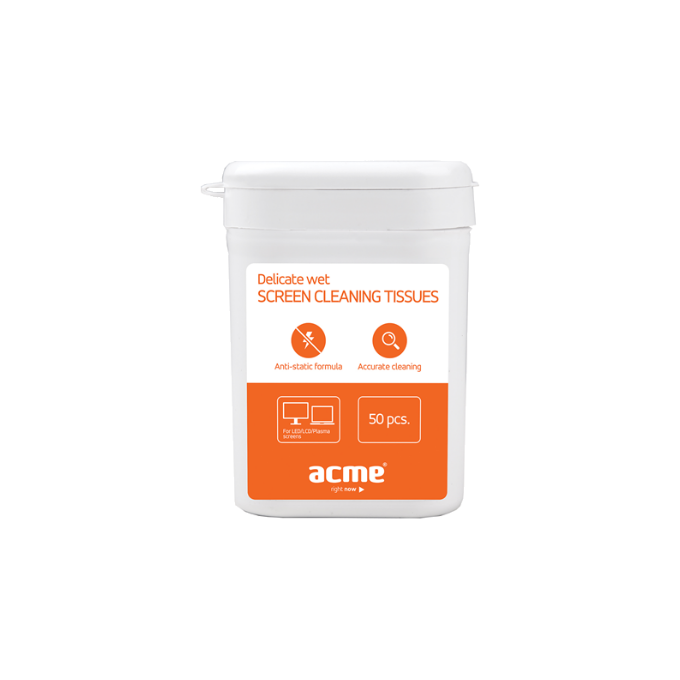 Delicate wet
SCREEN CLEANING TISSUES
Anti-static formula
Accurate cleaning
For LED/LCD/Plasma
screens
50 pcs.
acme®
right now